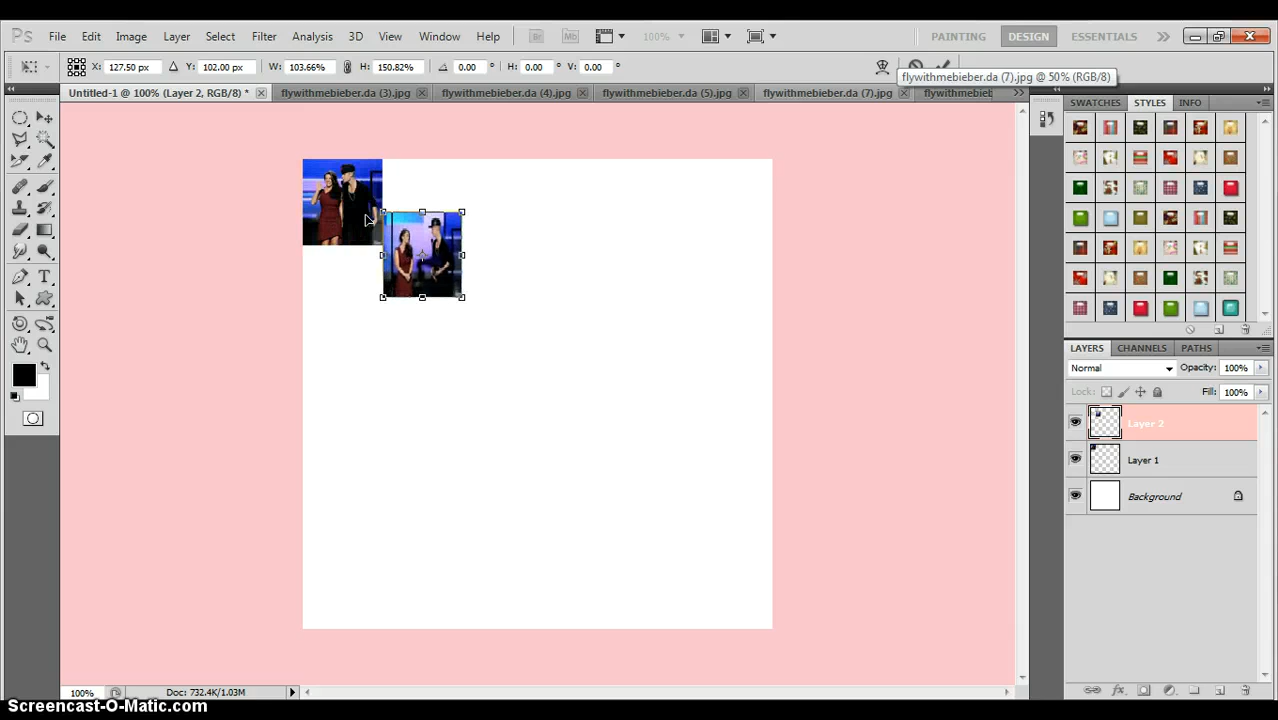 Ps File Edit Image Layer Select Filter Analysis 3D View Window Help Br Mb 100% PAINTING DESIGN ESSENTIALS
X: 127.50 px Y: 102.00 px W: 103.66% H: 150.82% 0.00 ° H: 0.00 ° V: 0.00 °
flywithmebieber.da (7).jpg @ 50% (RGB/8)
Untitled-1 @ 100% (Layer 2, RGB/8) * flywithmebieber.da (3).jpg flywithmebieber.da (4).jpg flywithmebieber.da (5).jpg flywithmebieber.da (7).jpg flywithmebieb
SWATCHES STYLES INFO
T
LAYERS CHANNELS PATHS
Normal Opacity: 100%
Lock: Fill: 100%
Layer 2
Layer 1
Background
100% Doc: 732.4K/1.03M
Screencast-O-Matic.com